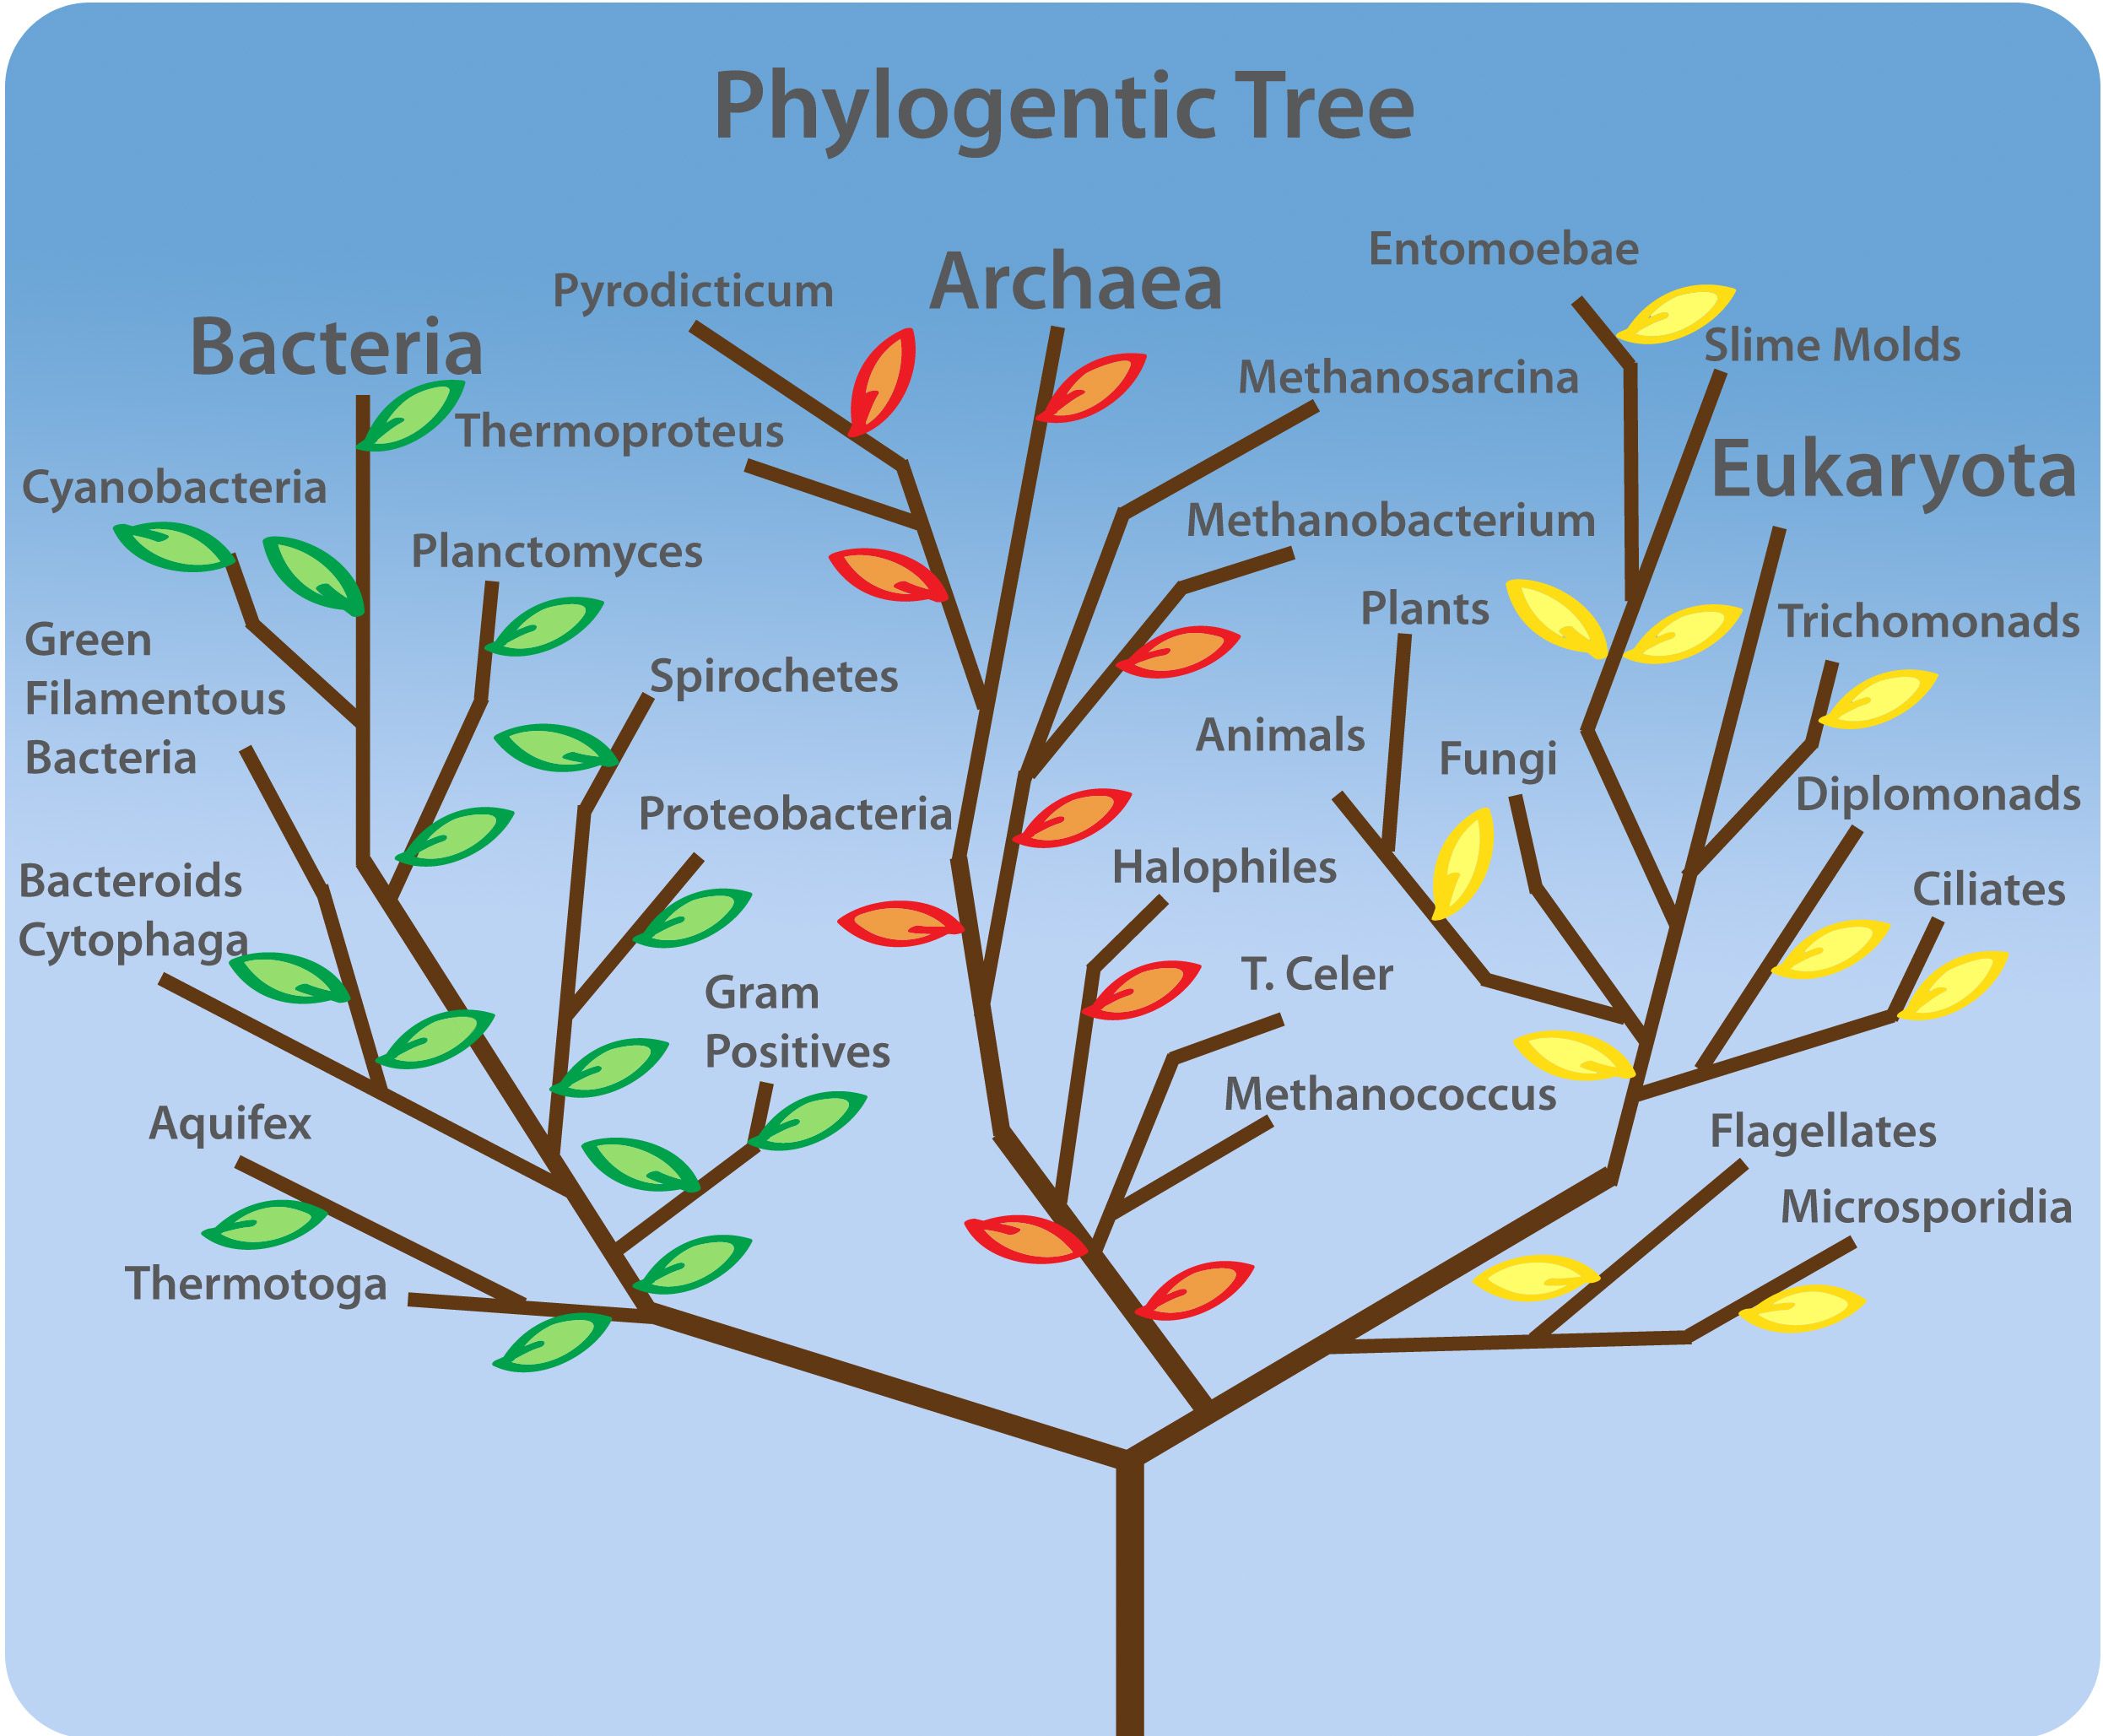 Phylogentic Tree
Bacteria
Cyanobacteria
Green
Filamentous
Bacteria
Bacteroids
Cytophaga
Aquifex
Thermotoga
Planctomyces
Spirochetes
Proteobacteria
Gram
Positives
Archaea
Pyrodicticum
Thermoproteus
Methanosarcina
Methanobacterium
Halophiles
T. Celer
Methanococcus
Eukaryota
Entomoebae
Slime Molds
Plants
Animals
Fungi
Trichomonads
Diplomonads
Ciliates
Flagellates
Microsporidia